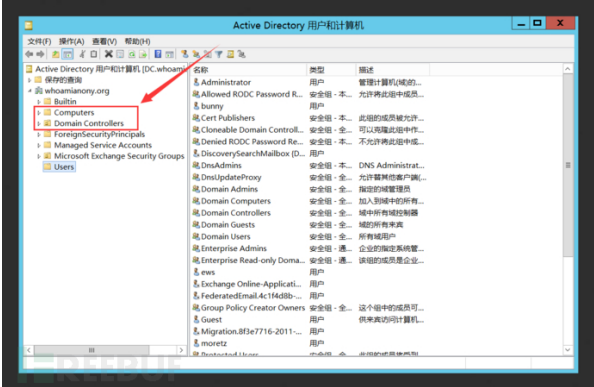 Active Directory 用户和计算机
文件(F) 操作(A) 查看(V) 帮助(H)
Active Directory 用户和计算机 [DC.whoami
保存的查询
whoamianony.org
Builtin
Computers
Domain Controllers
ForeignSecurityPrincipals
Managed Service Accounts
Microsoft Exchange Security Groups
Users
名称 类型 描述
Administrator 用户 管理计算机(域)的...
Allowed RODC Password R... 安全组 - 本... 允许将此组中成员...
bunny 用户
Cert Publishers 安全组 - 本... 此组的成员被允许...
Cloneable Domain Controll... 安全组 - 全... 可以克隆此组中作...
Denied RODC Password Re... 安全组 - 本... 不允许将此组中成...
DiscoverySearchMailbox {D... 用户
DnsAdmins 安全组 - 本... DNS Administrat...
DnsUpdateProxy 安全组 - 全... 允许替其他客户端(...
Domain Admins 安全组 - 全... 指定的域管理员
Domain Computers 安全组 - 全... 加入到域中的所有...
Domain Controllers 安全组 - 全... 域中所有域控制器
Domain Guests 安全组 - 全... 域的所有来宾
Domain Users 安全组 - 全... 所有域用户
Enterprise Admins 安全组 - 通... 企业的指定系统管...
Enterprise Read-only Doma... 安全组 - 通... 该组的成员是企业...
ews 用户
Exchange Online-Applicati... 用户
FederatedEmail.4c1f4d8b-... 用户
Group Policy Creator Owners 安全组 - 全... 这个组中的成员可...
Guest 用户 供来宾访问计算机...
Migration.8f3e7716-2011-... 用户
moretz 用户
Protected Users 安全组 - 全... 此组的成员将受到...
FREEBUF